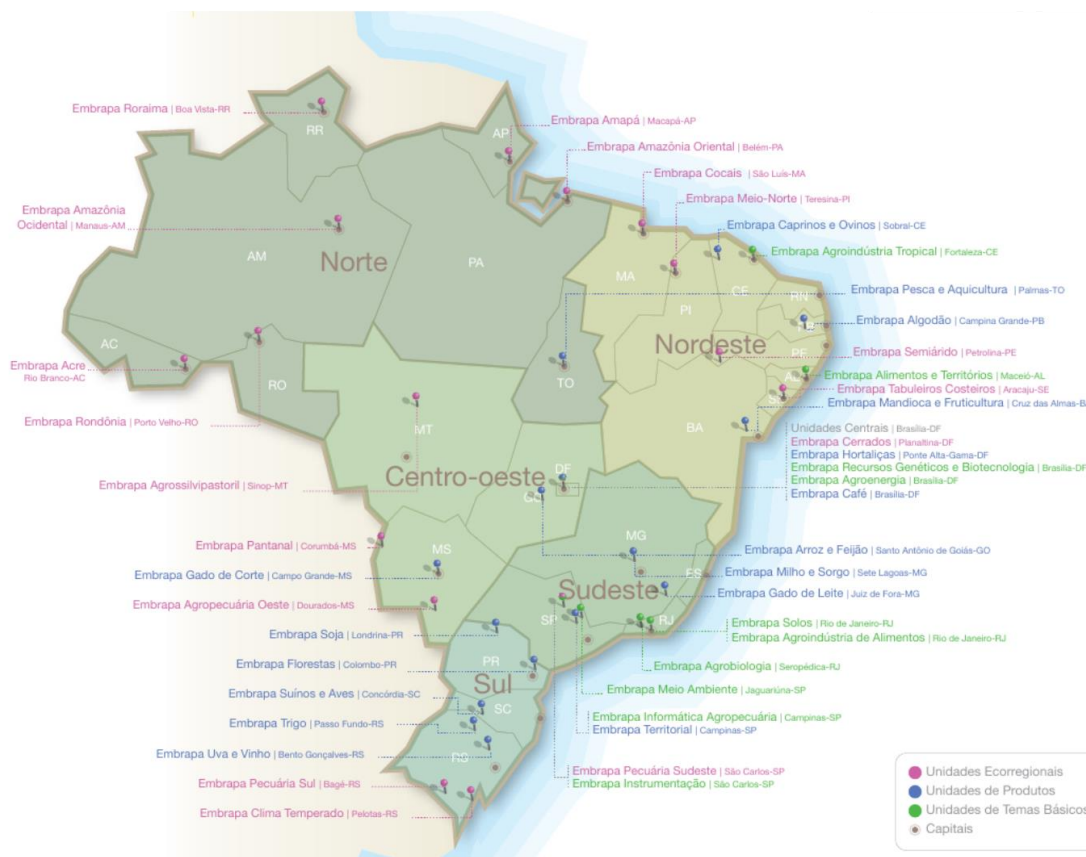 Embrapa Roraima | Boa Vista-RR
RR
AP
Embrapa Amapá | Macapá-AP
Embrapa Amazônia Oriental | Belém-PA
Embrapa Cocais | São Luís-MA
Embrapa Meio-Norte | Teresina-PI
Embrapa Amazônia
Ocidental | Manaus-AM
Embrapa Caprinos e Ovinos | Sobral-CE
Embrapa Agroindústria Tropical | Fortaleza-CE
AM
Norte
PA
MA
CE
RN
Embrapa Pesca e Aquicultura | Palmas-TO
PI
Embrapa Algodão | Campina Grande-PB
PB
AC
Nordeste
PE
Embrapa Semiárido | Petrolina-PE
Embrapa Acre
Rio Branco-AC
RO
TO
AL
Embrapa Alimentos e Territórios | Maceió-AL
Embrapa Tabuleiros Costeiros | Aracaju-SE
SE
Embrapa Mandioca e Fruticultura | Cruz das Almas-B
Embrapa Rondônia | Porto Velho-RO
MT
BA
Unidades Centrais | Brasília-DF
Embrapa Cerrados | Planaltina-DF
Embrapa Hortaliças | Ponte Alta-Gama-DF
Embrapa Recursos Genéticos e Biotecnologia | Brasília-DF
Embrapa Agroenergia | Brasília-DF
Embrapa Café | Brasília-DF
Centro-oeste
DF
GO
Embrapa Agrossilvipastoril | Sinop-MT
Embrapa Pantanal | Corumbá-MS
MS
MG
Embrapa Arroz e Feijão | Santo Antônio de Goiás-GO
Embrapa Gado de Corte | Campo Grande-MS
ES
Embrapa Milho e Sorgo | Sete Lagoas-MG
Sudeste
Embrapa Gado de Leite | Juiz de Fora-MG
Embrapa Agropecuária Oeste | Dourados-MS
SP
RJ
Embrapa Solos | Rio de Janeiro-RJ
Embrapa Agroindústria de Alimentos | Rio de Janeiro-RJ
Embrapa Soja | Londrina-PR
PR
Embrapa Florestas | Colombo-PR
Embrapa Agrobiologia | Seropédica-RJ
Sul
Embrapa Meio Ambiente | Jaguariúna-SP
Embrapa Suínos e Aves | Concórdia-SC
SC
Embrapa Informática Agropecuária | Campinas-SP
Embrapa Trigo | Passo Fundo-RS
Embrapa Territorial | Campinas-SP
Embrapa Uva e Vinho | Bento Gonçalves-RS
RS
Embrapa Pecuária Sudeste | São Carlos-SP
Embrapa Instrumentação | São Carlos-SP
Embrapa Pecuária Sul | Bagé-RS
Embrapa Clima Temperado | Pelotas-RS
Unidades Ecorregionais
Unidades de Produtos
Unidades de Temas Básicos
Capitais